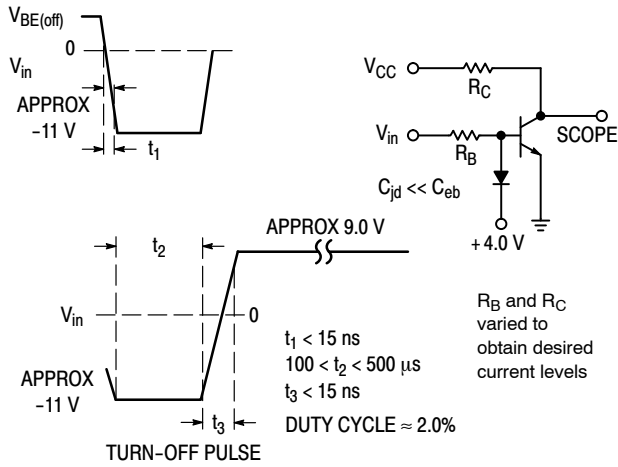 V_BE(off)
0
V_in
APPROX
-11 V
t_1
V_CC
R_C
V_in
R_B
SCOPE
C_jd << C_eb
+4.0 V
APPROX 9.0 V
t_2
V_in
0
APPROX
-11 V
t_3
TURN-OFF PULSE
t_1 < 15 ns
100 < t_2 < 500 μs
t_3 < 15 ns
DUTY CYCLE ≈ 2.0%
R_B and R_C
varied to
obtain desired
current levels